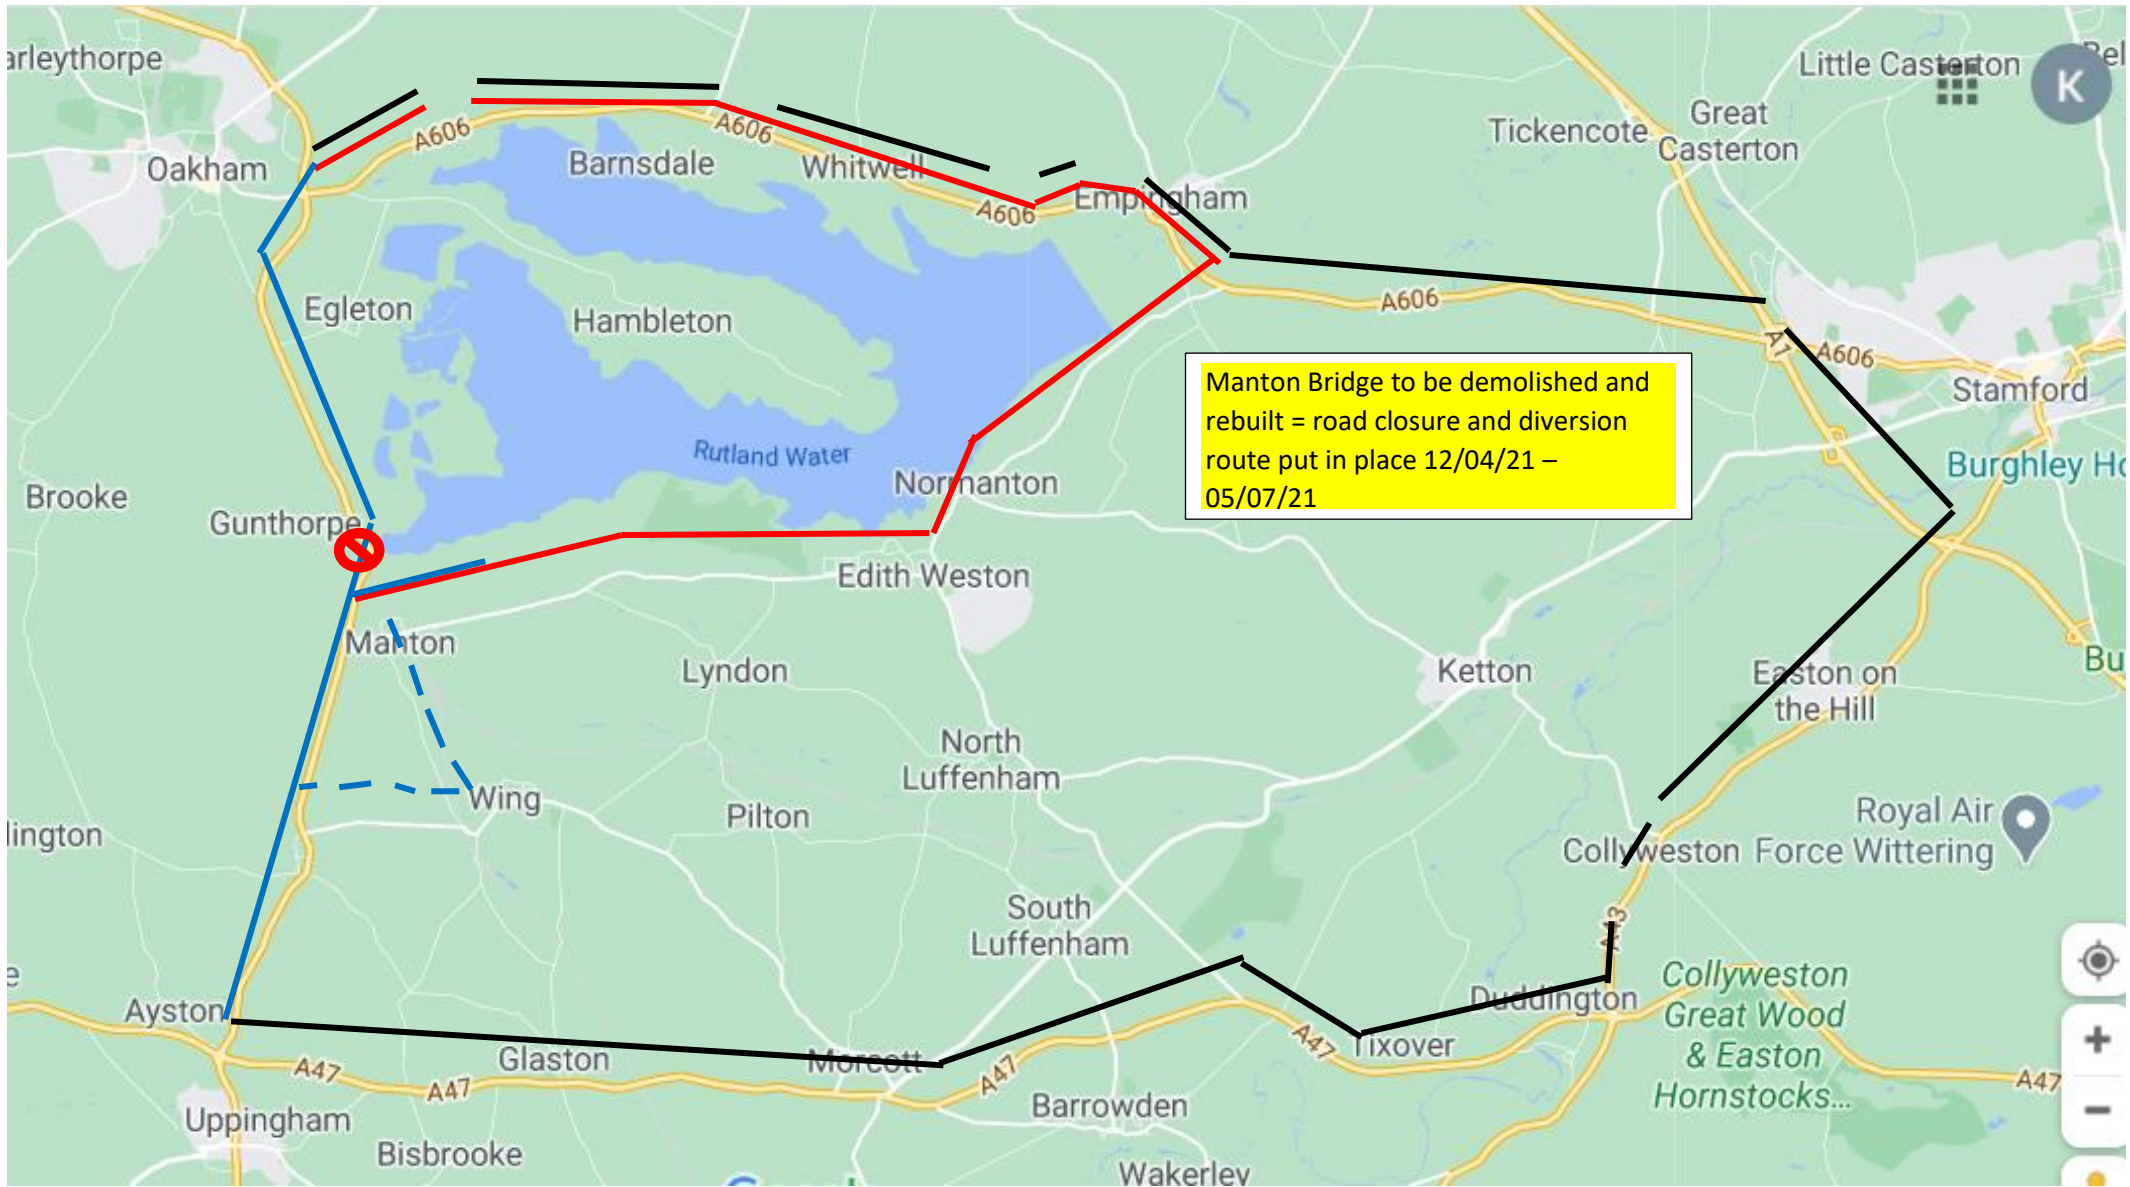 arleythorpe
Little Casterton
Bel
K
Great
Casterton
Tickencote
A606
Barnsdale
A606
Whitwell
Oakham
Empingham
A606
Egleton
Hambleton
A606
A1
A606
Stamford
Manton Bridge to be demolished and
rebuilt = road closure and diversion
route put in place 12/04/21 –
05/07/21
Rutland Water
Burghley Ho
Normanton
Brooke
Gunthorpe
Edith Weston
Manton
Lyndon
Ketton
Easton on
the Hill
Bu
North
Luffenham
Wing
Pilton
lington
Royal Air
Force Wittering
Collyweston
South
Luffenham
A43
Collyweston
Great Wood
& Easton
Hornstocks...
e
Ayston
Duddington
Glaston
Morcott
A47
Tixover
A47
A47
A47
A47
Barrowden
Uppingham
Bisbrooke
Wakerley